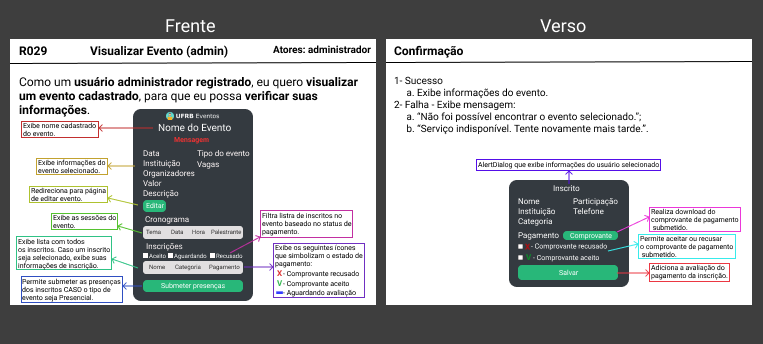 Frente
R029
Visualizar Evento (admin)
Atores: administrador
Como um usuário administrador registrado, eu quero visualizar
um evento cadastrado, para que eu possa verificar suas
informações.
Exibe nome cadastrado
do evento.
Exibe informações do
evento selecionado.
Redireciona para página
de editar evento.
Exibe as sessões do
evento.
Exibe lista com todos
os inscritos. Caso um inscrito
seja selecionado, exibe suas
informações de inscrição.
Permite submeter as presenças
dos inscritos CASO o tipo de
evento seja Presencial.
UFRB Eventos
Nome do Evento
Mensagem
Data
Tipo do evento
Instituição
Vagas
Organizadores
Valor
Descrição
Editar
Cronograma
Tema Data Hora Palestrante
Inscrições
Aceito Aguardando Recusado
Nome Categoria Pagamento
Submeter presenças
Filtra lista de inscritos no
evento baseado no status de
pagamento.
Exibe os seguintes ícones
que simbolizam o estado de
pagamento:
X - Comprovante recusado
V - Comprovante aceito
- Aguardando avaliação
Verso
Confirmação
1- Sucesso
a. Exibe informações do evento.
2- Falha - Exibe mensagem:
a. “Não foi possível encontrar o evento selecionado.”;
b. “Serviço indisponível. Tente novamente mais tarde.”.
AlertDialog que exibe informações do usuário selecionado
Inscrito
Nome
Participação
Instituição
Telefone
Categoria
Pagamento
Comprovante
X - Comprovante recusado
V - Comprovante aceito
Salvar
Realiza download do
comprovante de pagamento
submetido.
Permite aceitar ou recusar
o comprovante de pagamento
submetido.
Adiciona a avaliação do
pagamento da inscrição.